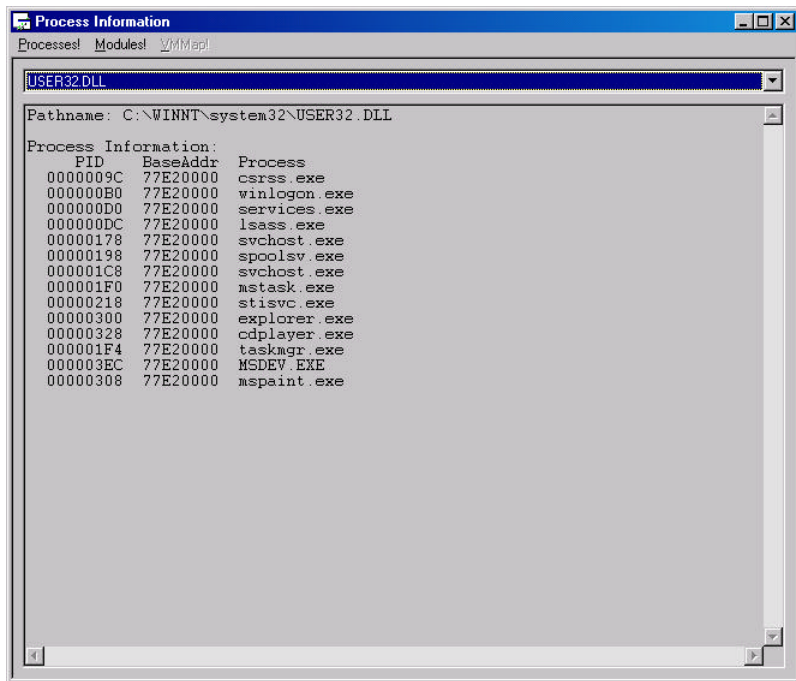 Process Information
Processes! Modules! VMMap!
USER32.DLL
Pathname: C:\WINNT\system32\USER32.DLL
Process Information:
PID BaseAddr Process
0000009C 77E20000 csrss.exe
000000B0 77E20000 winlogon.exe
000000D0 77E20000 services.exe
000000DC 77E20000 lsass.exe
00000178 77E20000 svchost.exe
00000198 77E20000 spoolsv.exe
000001C8 77E20000 svchost.exe
000001F0 77E20000 mstask.exe
00000218 77E20000 stisvc.exe
00000300 77E20000 explorer.exe
00000328 77E20000 cdplayer.exe
000001F4 77E20000 taskmgr.exe
000003EC 77E20000 MSDEV.EXE
00000308 77E20000 mspaint.exe